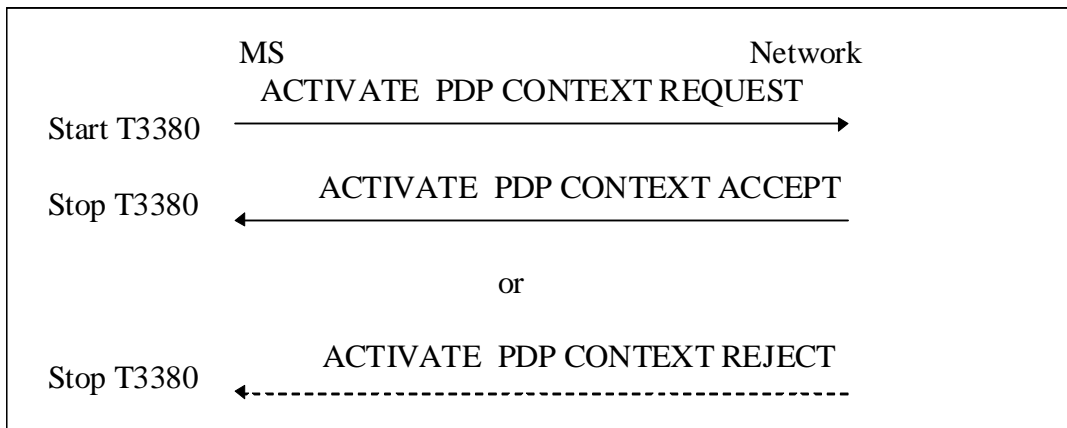 MS Network
ACTIVATE PDP CONTEXT REQUEST
Start T3380
ACTIVATE PDP CONTEXT ACCEPT
Stop T3380
or
ACTIVATE PDP CONTEXT REJECT
Stop T3380